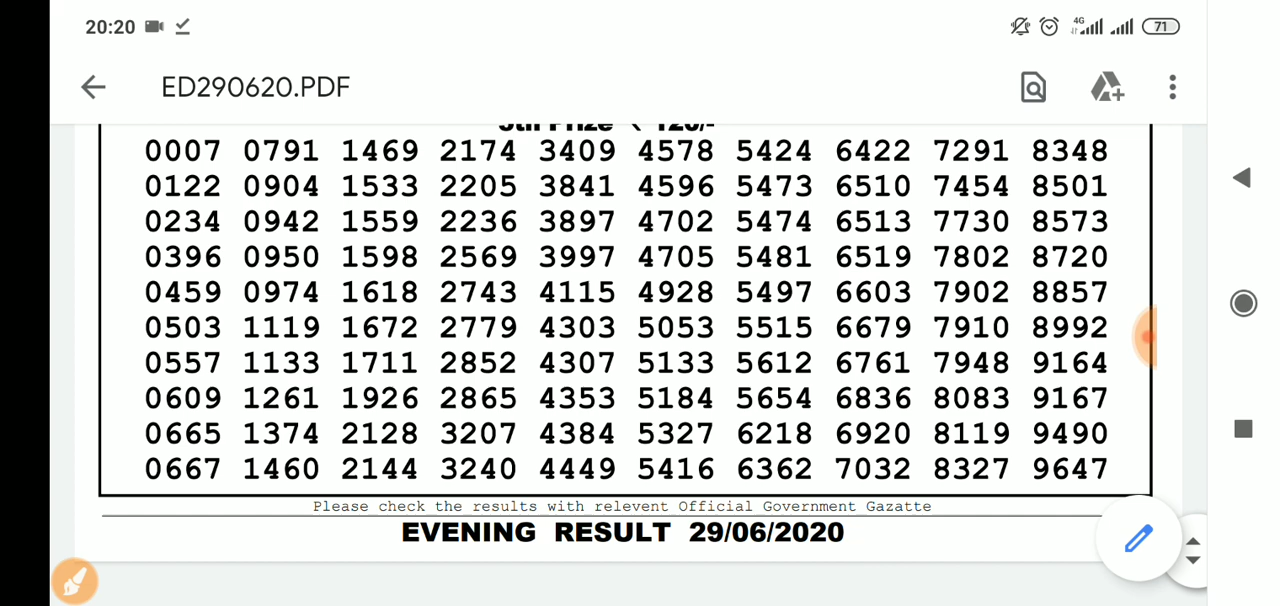 20:20 4G 71
ED290620.PDF
5th Prize ₹ 120/-
0007 0791 1469 2174 3409 4578 5424 6422 7291 8348
0122 0904 1533 2205 3841 4596 5473 6510 7454 8501
0234 0942 1559 2236 3897 4702 5474 6513 7730 8573
0396 0950 1598 2569 3997 4705 5481 6519 7802 8720
0459 0974 1618 2743 4115 4928 5497 6603 7902 8857
0503 1119 1672 2779 4303 5053 5515 6679 7910 8992
0557 1133 1711 2852 4307 5133 5612 6761 7948 9164
0609 1261 1926 2865 4353 5184 5654 6836 8083 9167
0665 1374 2128 3207 4384 5327 6218 6920 8119 9490
0667 1460 2144 3240 4449 5416 6362 7032 8327 9647
Please check the results with relevent Official Government Gazatte
EVENING RESULT 29/06/2020